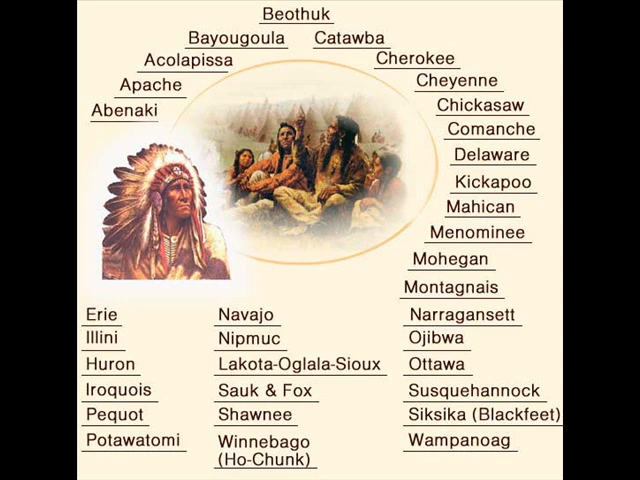 Beothuk
Bayougoula Catawba
Acolapissa Cherokee
Apache Cheyenne
Abenaki Chickasaw
Comanche
Delaware
Kickapoo
Mahican
Menominee
Mohegan
Montagnais
Erie Navajo Narragansett
Illini Nipmuc Ojibwa
Huron Lakota-Oglala-Sioux Ottawa
Iroquois Sauk & Fox Susquehannock
Pequot Shawnee Siksika (Blackfeet)
Potawatomi Winnebago Wampanoag
(Ho-Chunk)